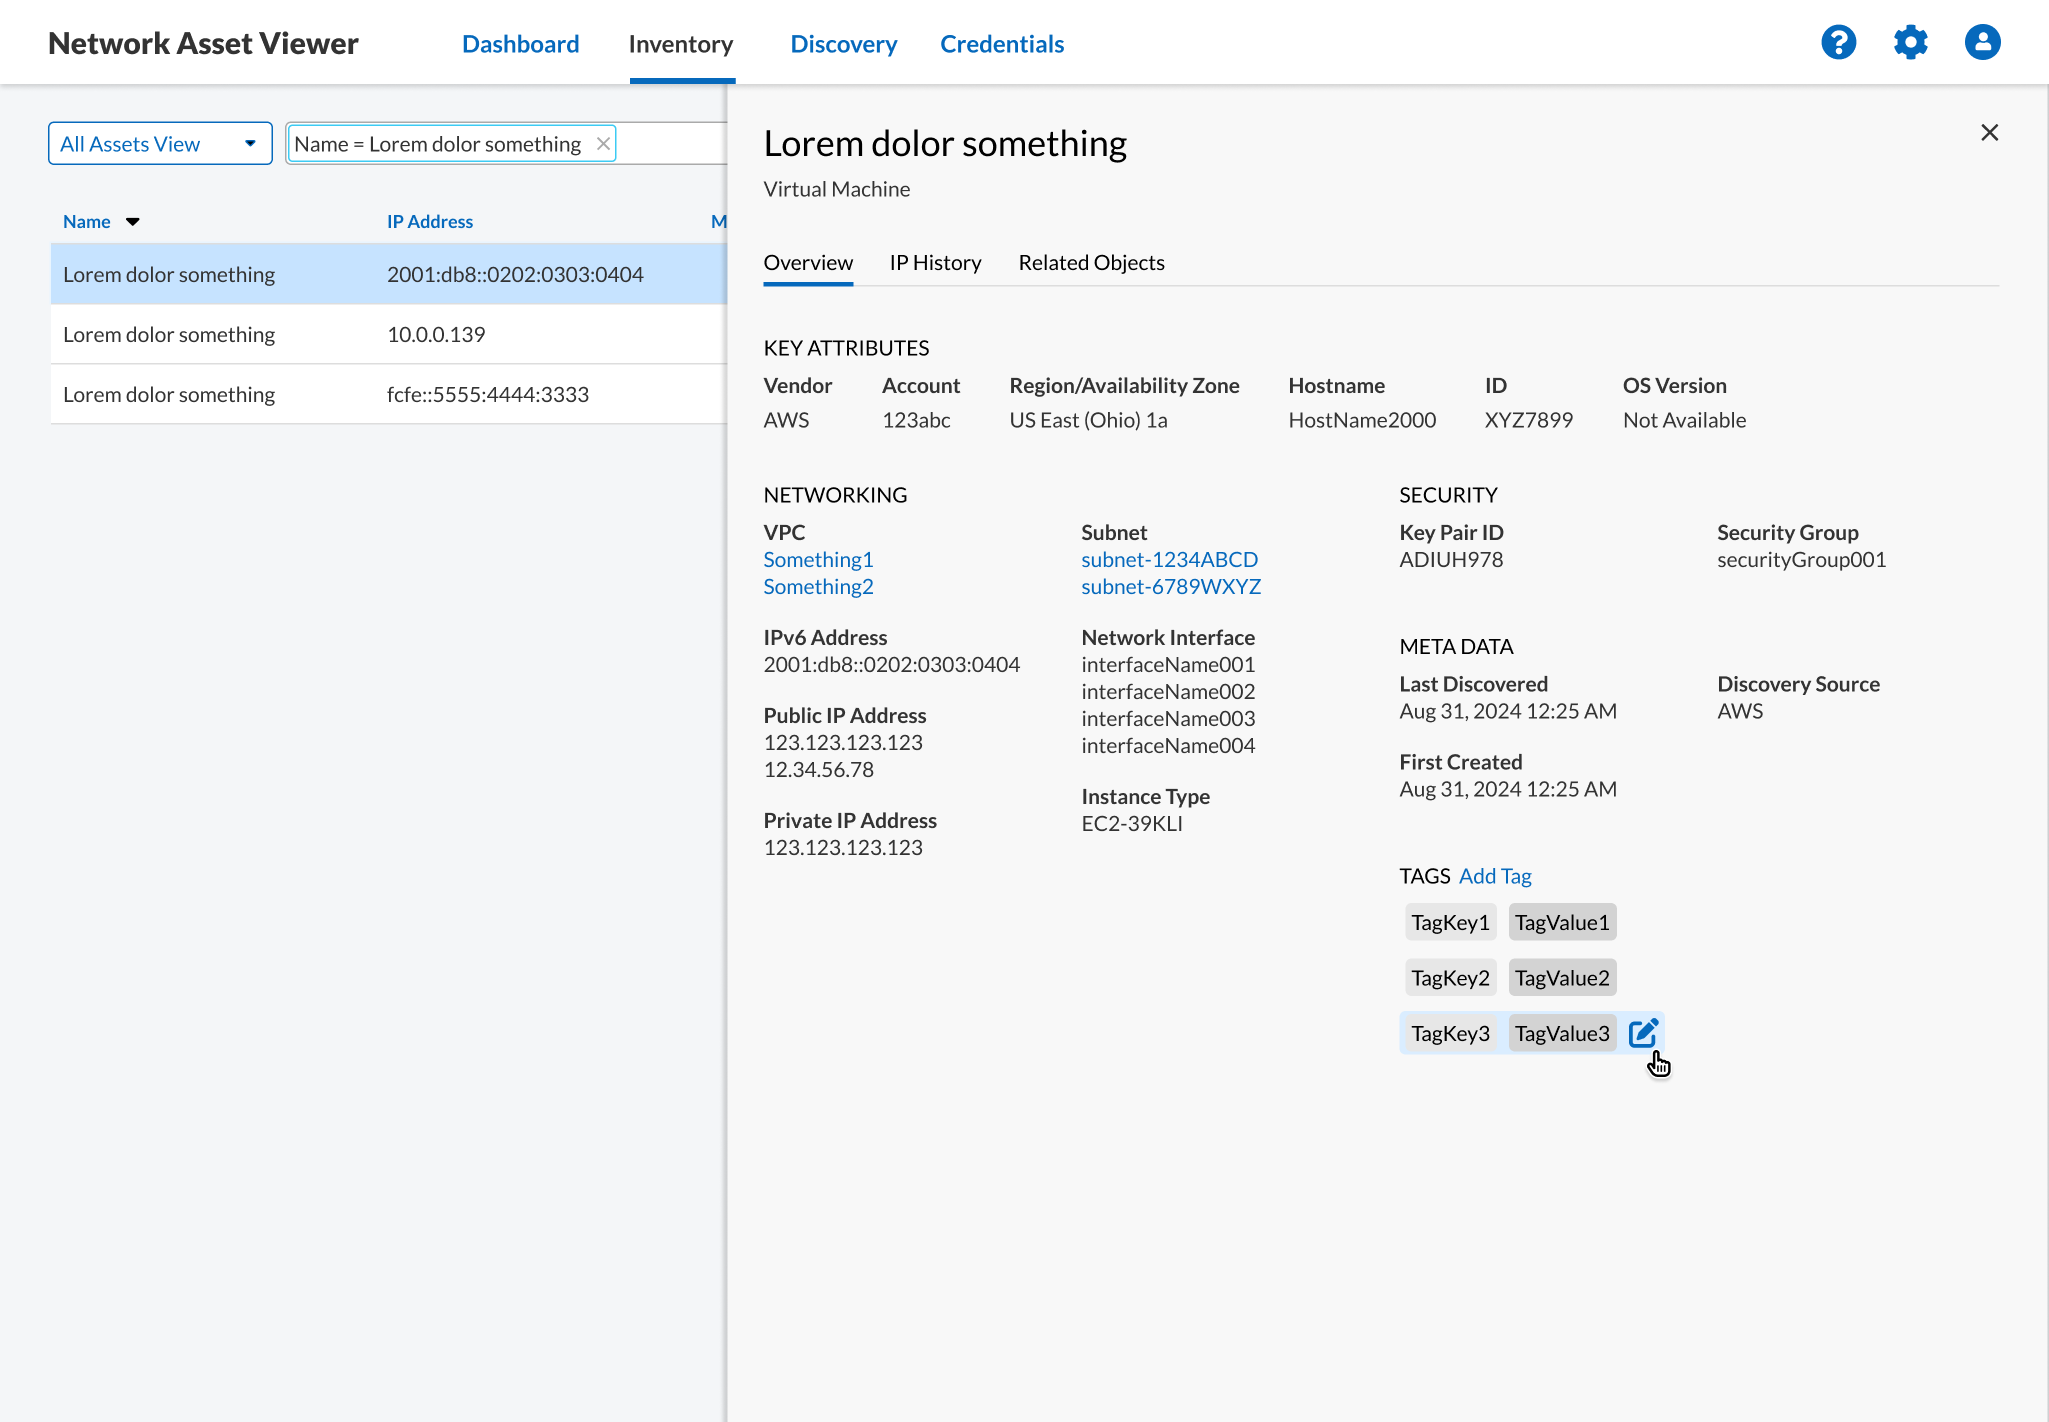 Network Asset Viewer
Dashboard
Inventory
Discovery
Credentials
All Assets View
Name = Lorem dolor something
Name
IP Address
M
Lorem dolor something
2001:db8::0202:0303:0404
Lorem dolor something
10.0.0.139
Lorem dolor something
fcfe::5555:4444:3333
Lorem dolor something
Virtual Machine
Overview
IP History
Related Objects
KEY ATTRIBUTES
Vendor
AWS
Account
123abc
Region/Availability Zone
US East (Ohio) 1a
Hostname
HostName2000
ID
XYZ7899
OS Version
Not Available
NETWORKING
VPC
Something1
Something2
IPv6 Address
2001:db8::0202:0303:0404
Public IP Address
123.123.123.123
12.34.56.78
Private IP Address
123.123.123.123
Subnet
subnet-1234ABCD
subnet-6789WXYZ
Network Interface
interfaceName001
interfaceName002
interfaceName003
interfaceName004
Instance Type
EC2-39KLI
SECURITY
Key Pair ID
ADIUH978
Security Group
securityGroup001
META DATA
Last Discovered
Aug 31, 2024 12:25 AM
Discovery Source
AWS
First Created
Aug 31, 2024 12:25 AM
TAGS Add Tag
TagKey1 TagValue1
TagKey2 TagValue2
TagKey3 TagValue3